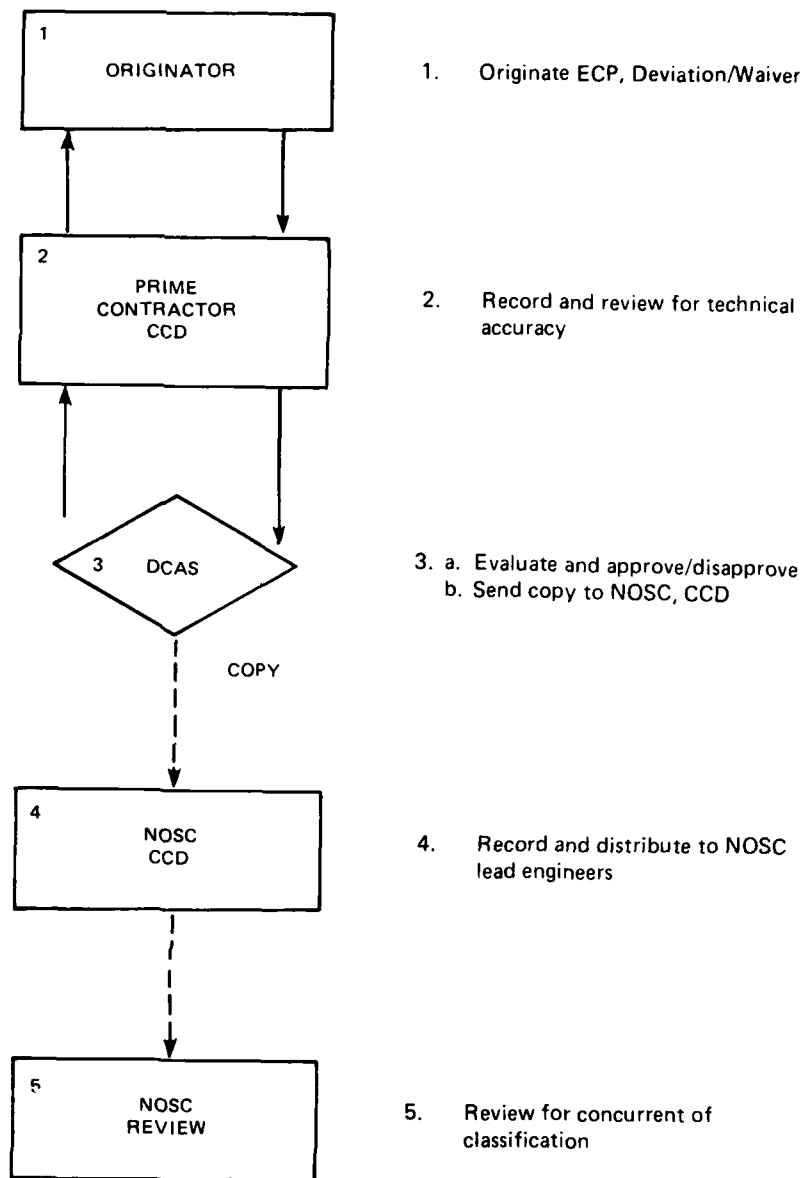 1
ORIGINATOR
1. Originate ECP, Deviation/Waiver
2
PRIME
CONTRACTOR
CCD
2. Record and review for technical
accuracy
3 DCAS
3. a. Evaluate and approve/disapprove
b. Send copy to NOSC, CCD
COPY
4
NOSC
CCD
4. Record and distribute to NOSC
lead engineers
5
NOSC
REVIEW
5. Review for concurrent of
classification